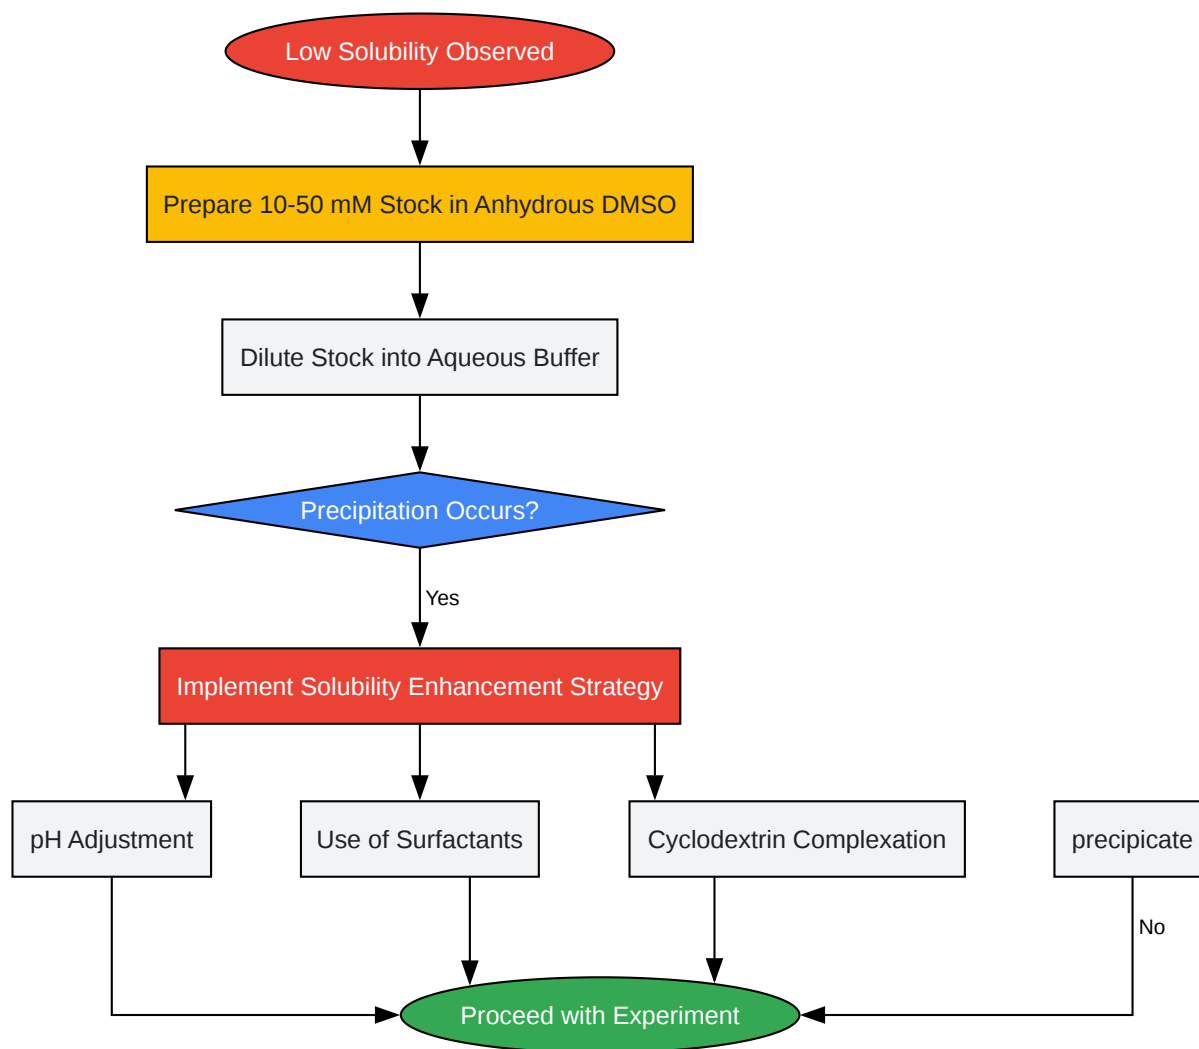 Low Solubility Observed
Prepare 10-50 mM Stock in Anhydrous DMSO
Dilute Stock into Aqueous Buffer
Precipitation Occurs?
Yes
Implement Solubility Enhancement Strategy
pH Adjustment
Use of Surfactants
Cyclodextrin Complexation
precipicate
No
Proceed with Experiment